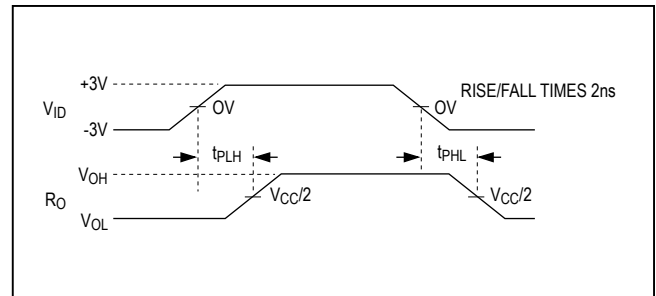 +3V
RISE/FALL TIMES 2ns
VID
0V
0V
-3V
tPLH
tPHL
VOH
RO
VCC/2
VCC/2
VOL